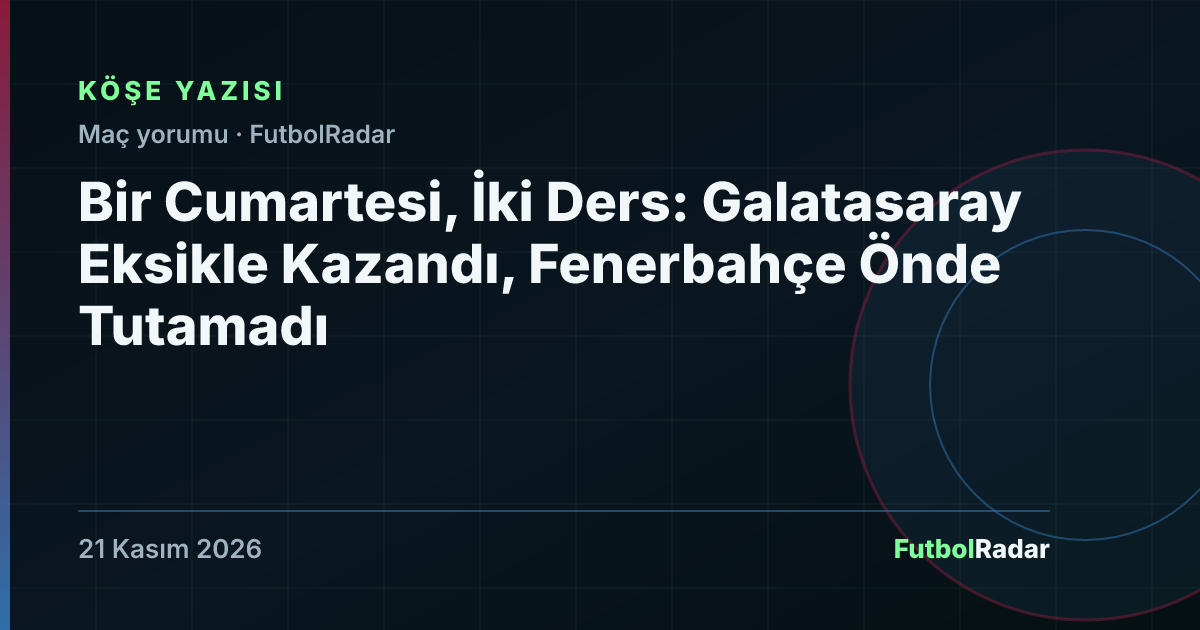 KÖŞE YAZISI
Maç yorumu · FutbolRadar
Bir Cumartesi, İki Ders: Galatasaray
Eksikle Kazandı, Fenerbahçe Önde
Tutamadı
21 Kasım 2026
FutbolRadar